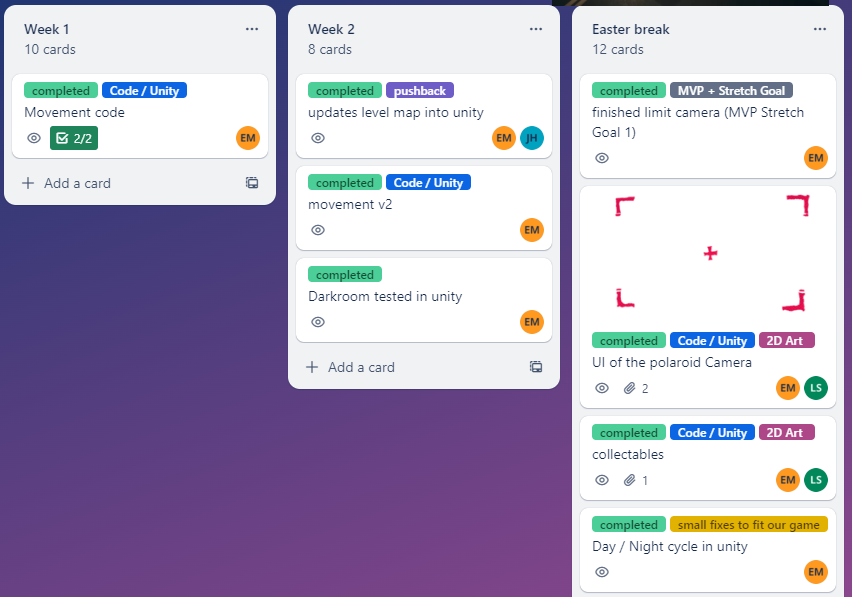 Week 1
10 cards
completed Code / Unity
Movement code
2/2 EM
Add a card
Week 2
8 cards
completed pushback
updates level map into unity
EM JH
completed Code / Unity
movement v2
EM
completed
Darkroom tested in unity
EM
Add a card
Easter break
12 cards
completed MVP + Stretch Goal
finished limit camera (MVP Stretch
Goal 1)
EM
completed Code / Unity 2D Art
UI of the polaroid Camera
2 EM LS
completed Code / Unity 2D Art
collectables
1 EM LS
completed small fixes to fit our game
Day / Night cycle in unity
EM